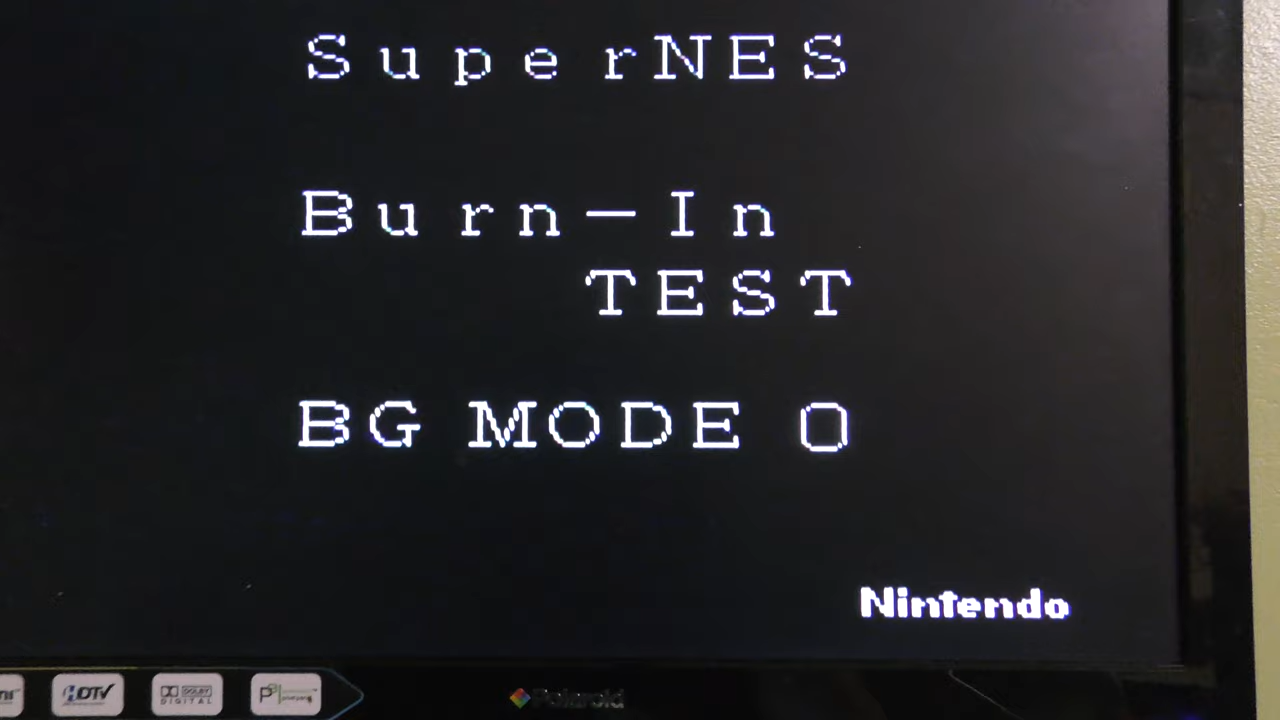 SuperNES
Burn-In
TEST
BG MODE 0
Nintendo
HDTV
DOLBY
DIGITAL
Polaroid